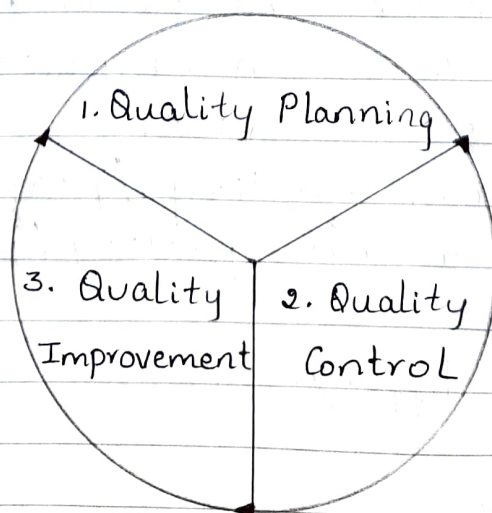 1. Quality Planning
2. Quality
Control
3. Quality
Improvement